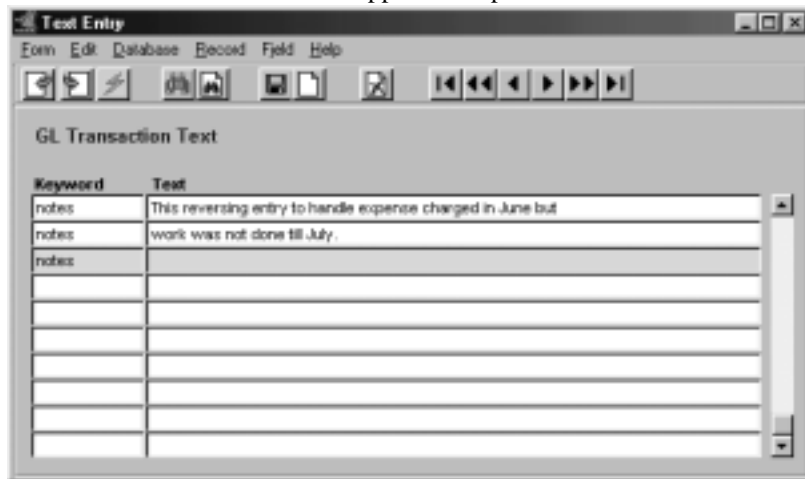 Text Entry
Form Edit Database Record Field Help
GL Transaction Text
Keyword Text
notes This reversing entry to handle expense charged in June but
notes work was not done till July.
notes